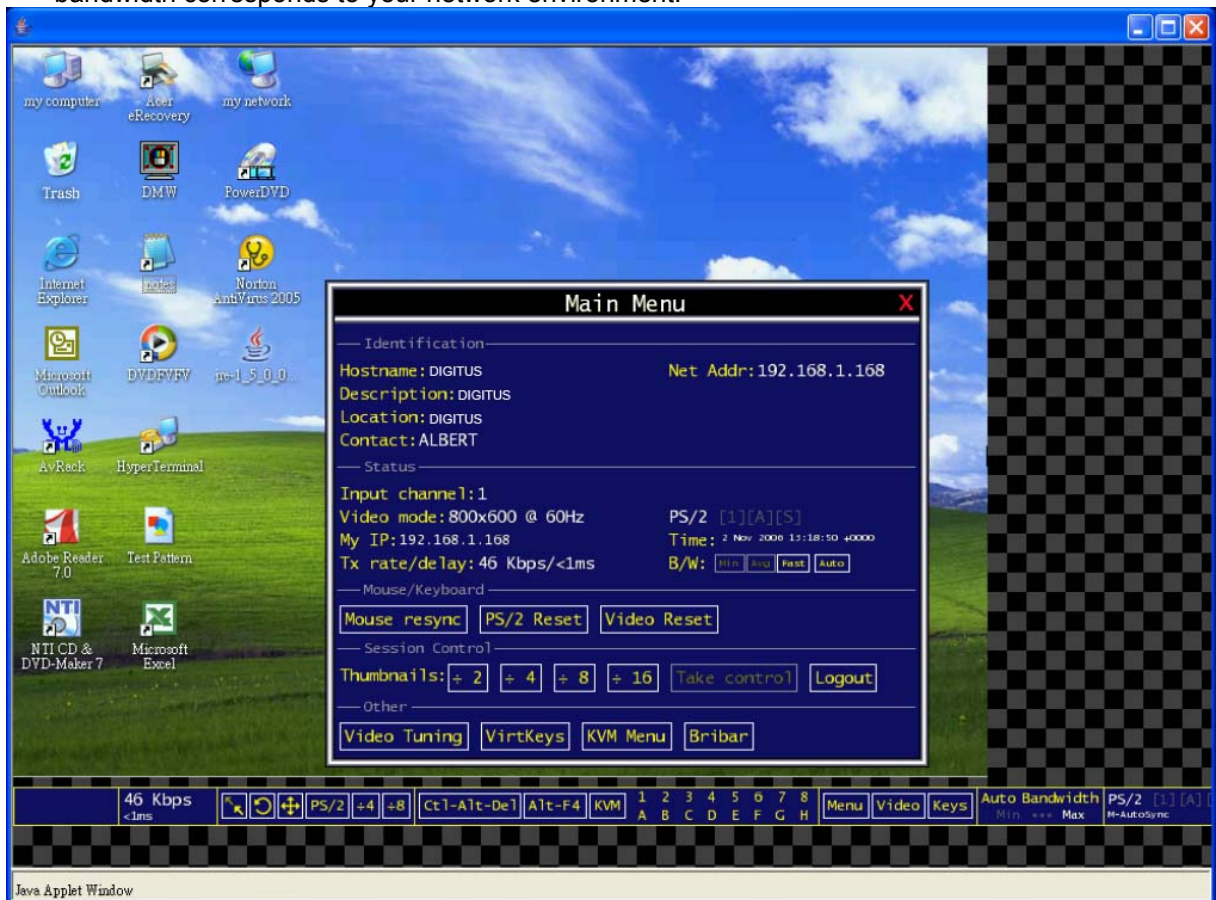 bandwidth corresponds to your network environment.
my computer
Acer
eRecovery
my network
Trash
DMW
PowerDVD
Internet
Explorer
notes
Norton
AntiVirus 2005
Microsoft
Outlook
DVDFVFV
jre-1_5_0_0...
AvRack
HyperTerminal
Adobe Reader
7.0
Test Pattern
NTI
NTI CD &
DVD-Maker 7
Microsoft
Excel
Main Menu X
Identification
Hostname: DIGITUS Net Addr: 192.168.1.168
Description: DIGITUS
Location: DIGITUS
Contact: ALBERT
Status
Input channel: 1
Video mode: 800x600 @ 60Hz PS/2 [1][A][S]
My IP: 192.168.1.168 Time: 2 Nov 2006 13:18:50 +0000
Tx rate/delay: 46 Kbps/<1ms B/W: Min Avg Fast Auto
Mouse/Keyboard
Mouse resync PS/2 Reset Video Reset
Session Control
Thumbnails: ÷ 2 ÷ 4 ÷ 8 ÷ 16 Take control Logout
Other
Video Tuning VirtKeys KVM Menu Bribar
46 Kbps
<1ms
PS/2 ÷4 ÷8 Ctl-Alt-Del Alt-F4 KVM
1 2 3 4 5 6 7 8
A B C D E F G H
Menu Video Keys
Auto Bandwidth
Min Max
PS/2 [1][A][
M-AutoSync
Java Applet Window